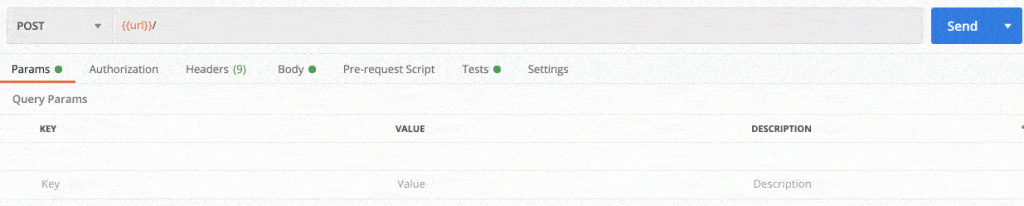 POST {{url}}/ Send
Params Authorization Headers (9) Body Pre-request Script Tests Settings
Query Params
KEY VALUE DESCRIPTION
Key Value Description